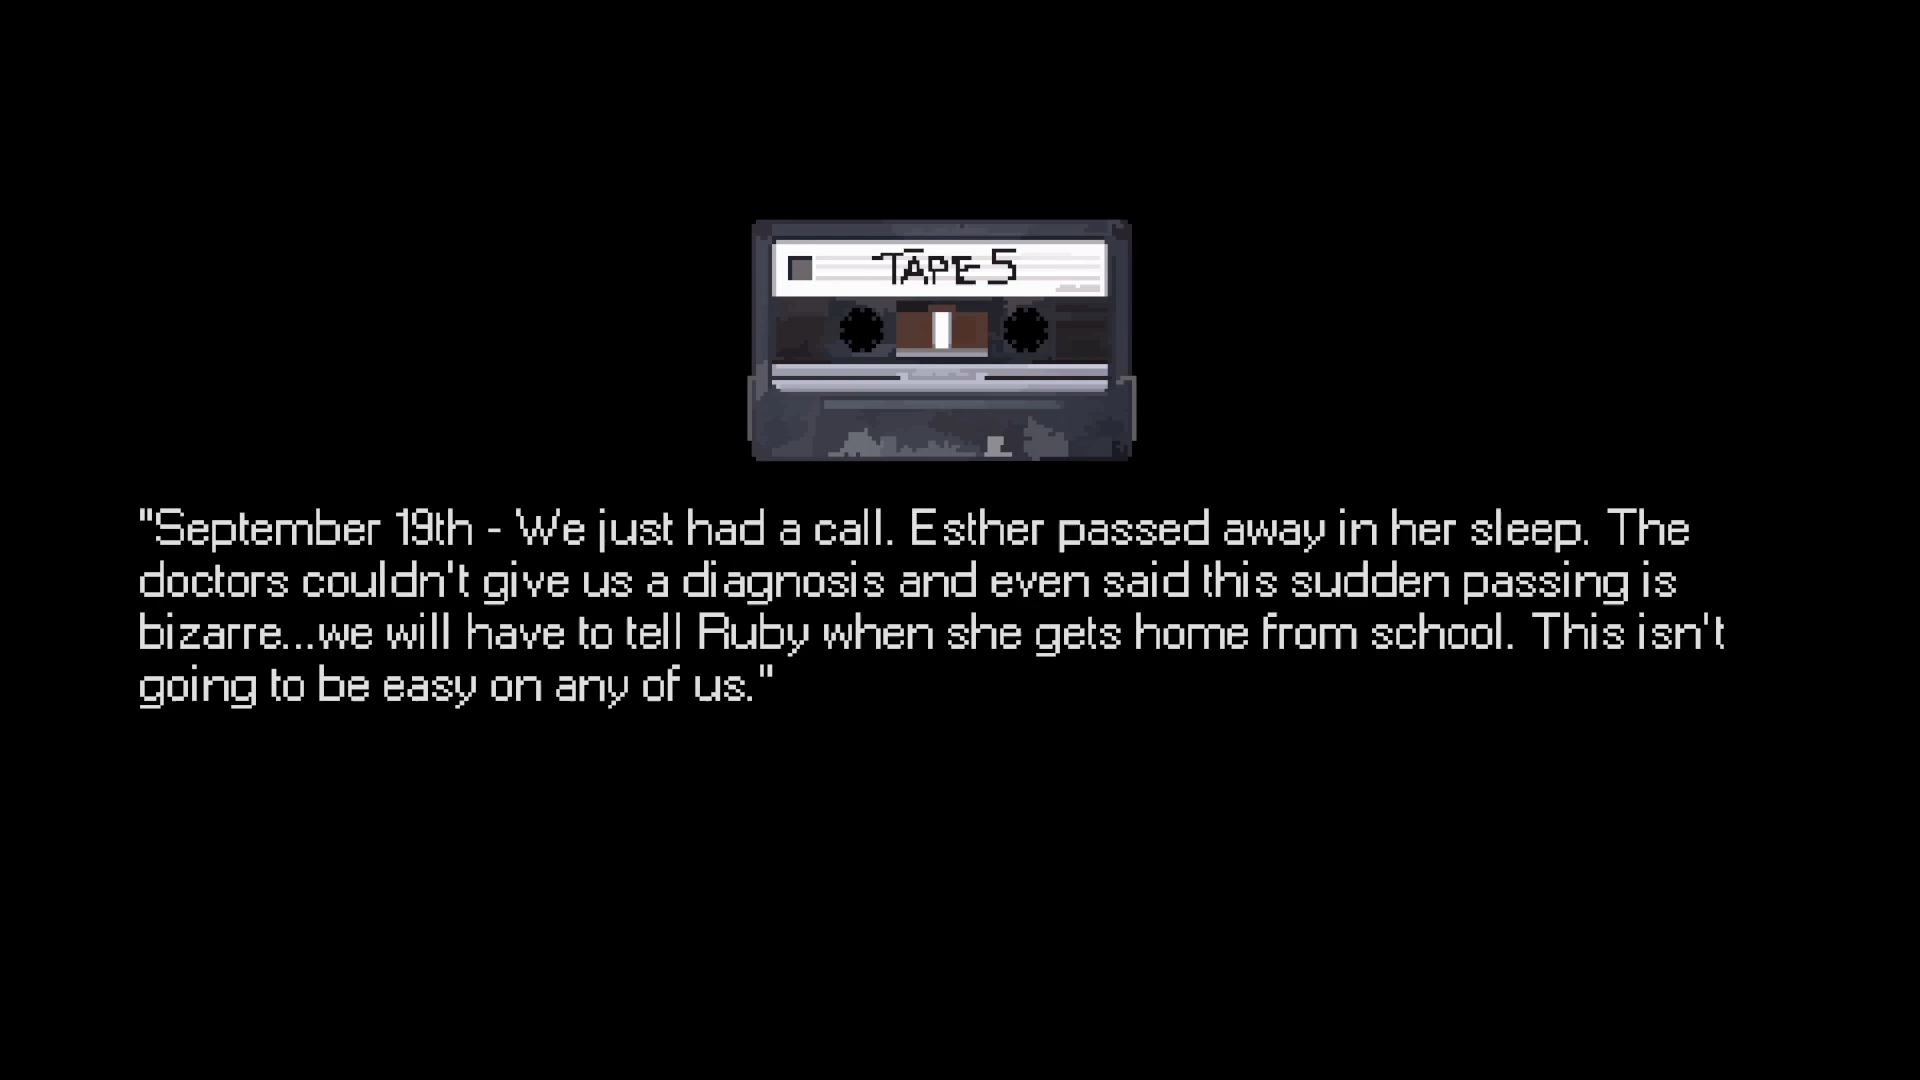 TAPE 5
"September 19th - We just had a call. Esther passed away in her sleep. The
doctors couldn't give us a diagnosis and even said this sudden passing is
bizarre...we will have to tell Ruby when she gets home from school. This isn't
going to be easy on any of us."